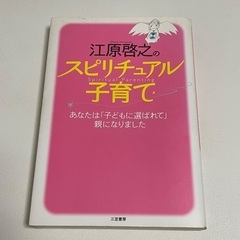 江原啓之の
スピリチュアル
Spiritual Parenting
子育て
あなたは「子どもに選ばれて」
親になりました
三笠書房